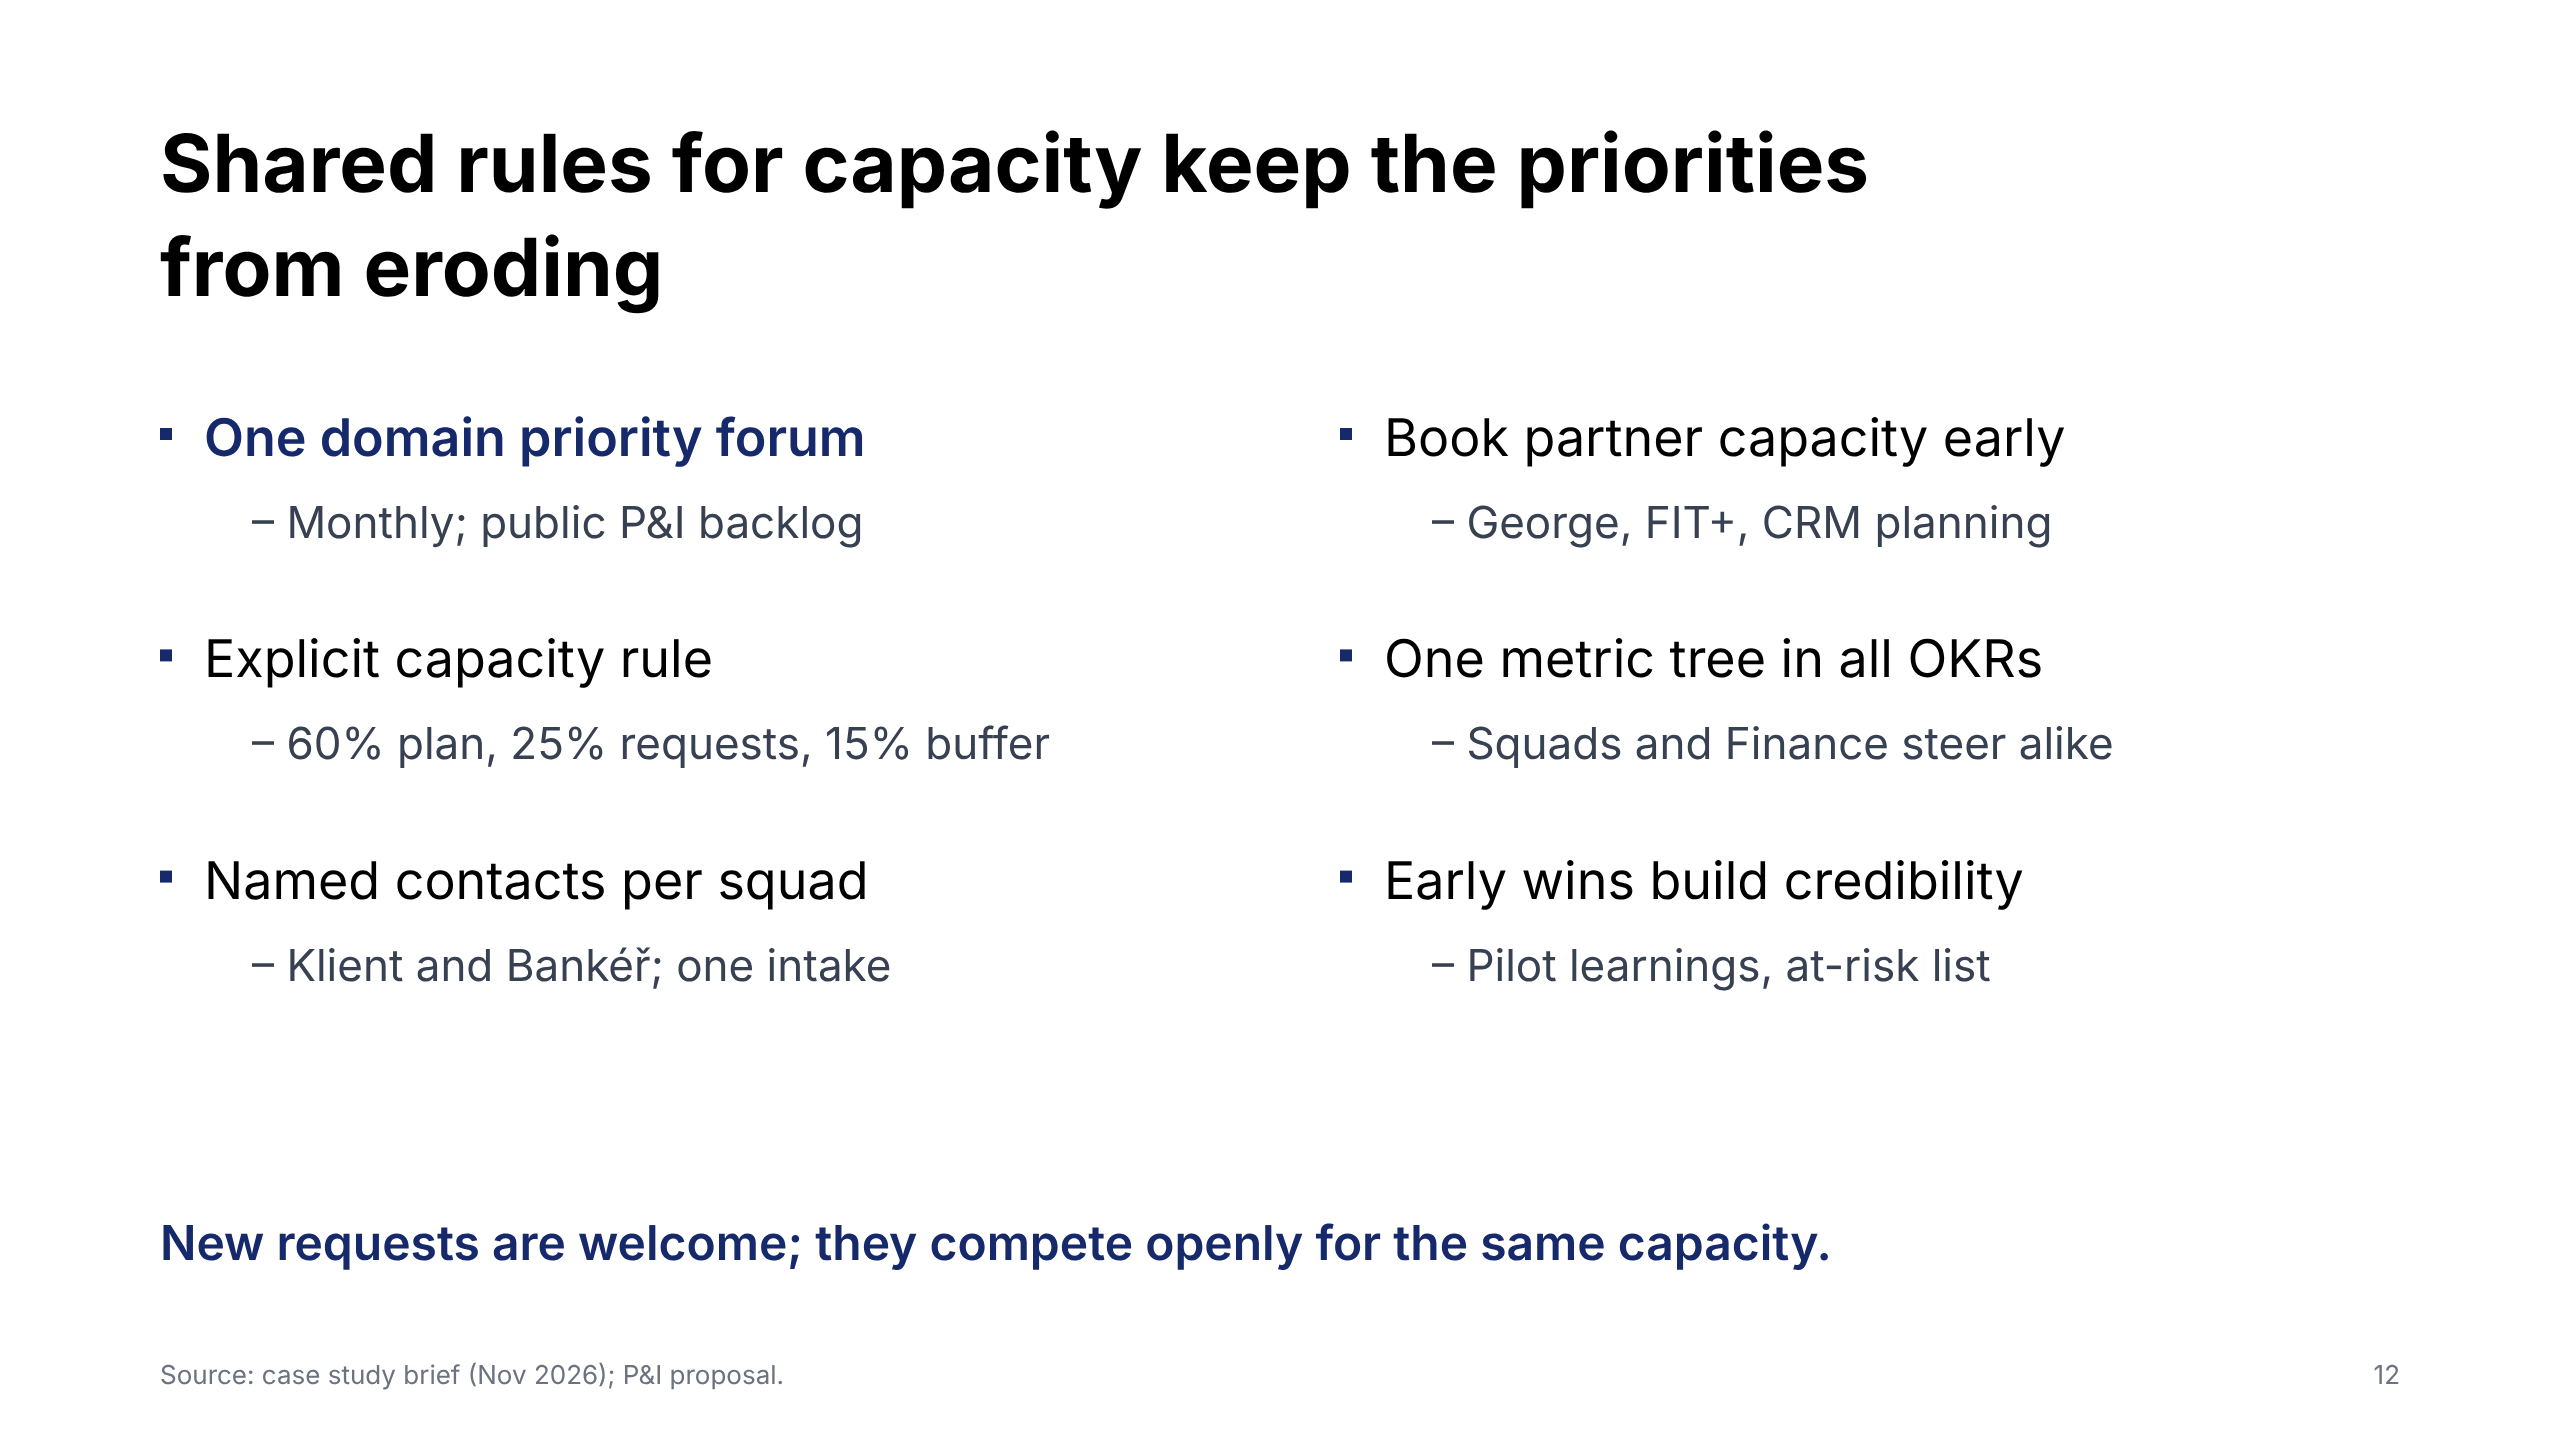 Shared rules for capacity keep the priorities
from eroding
▪ One domain priority forum
– Monthly; public P&I backlog
▪ Explicit capacity rule
– 60% plan, 25% requests, 15% buffer
▪ Named contacts per squad
– Klient and Bankéř; one intake
▪ Book partner capacity early
– George, FIT+, CRM planning
▪ One metric tree in all OKRs
– Squads and Finance steer alike
▪ Early wins build credibility
– Pilot learnings, at-risk list
New requests are welcome; they compete openly for the same capacity.
Source: case study brief (Nov 2026); P&I proposal.
12